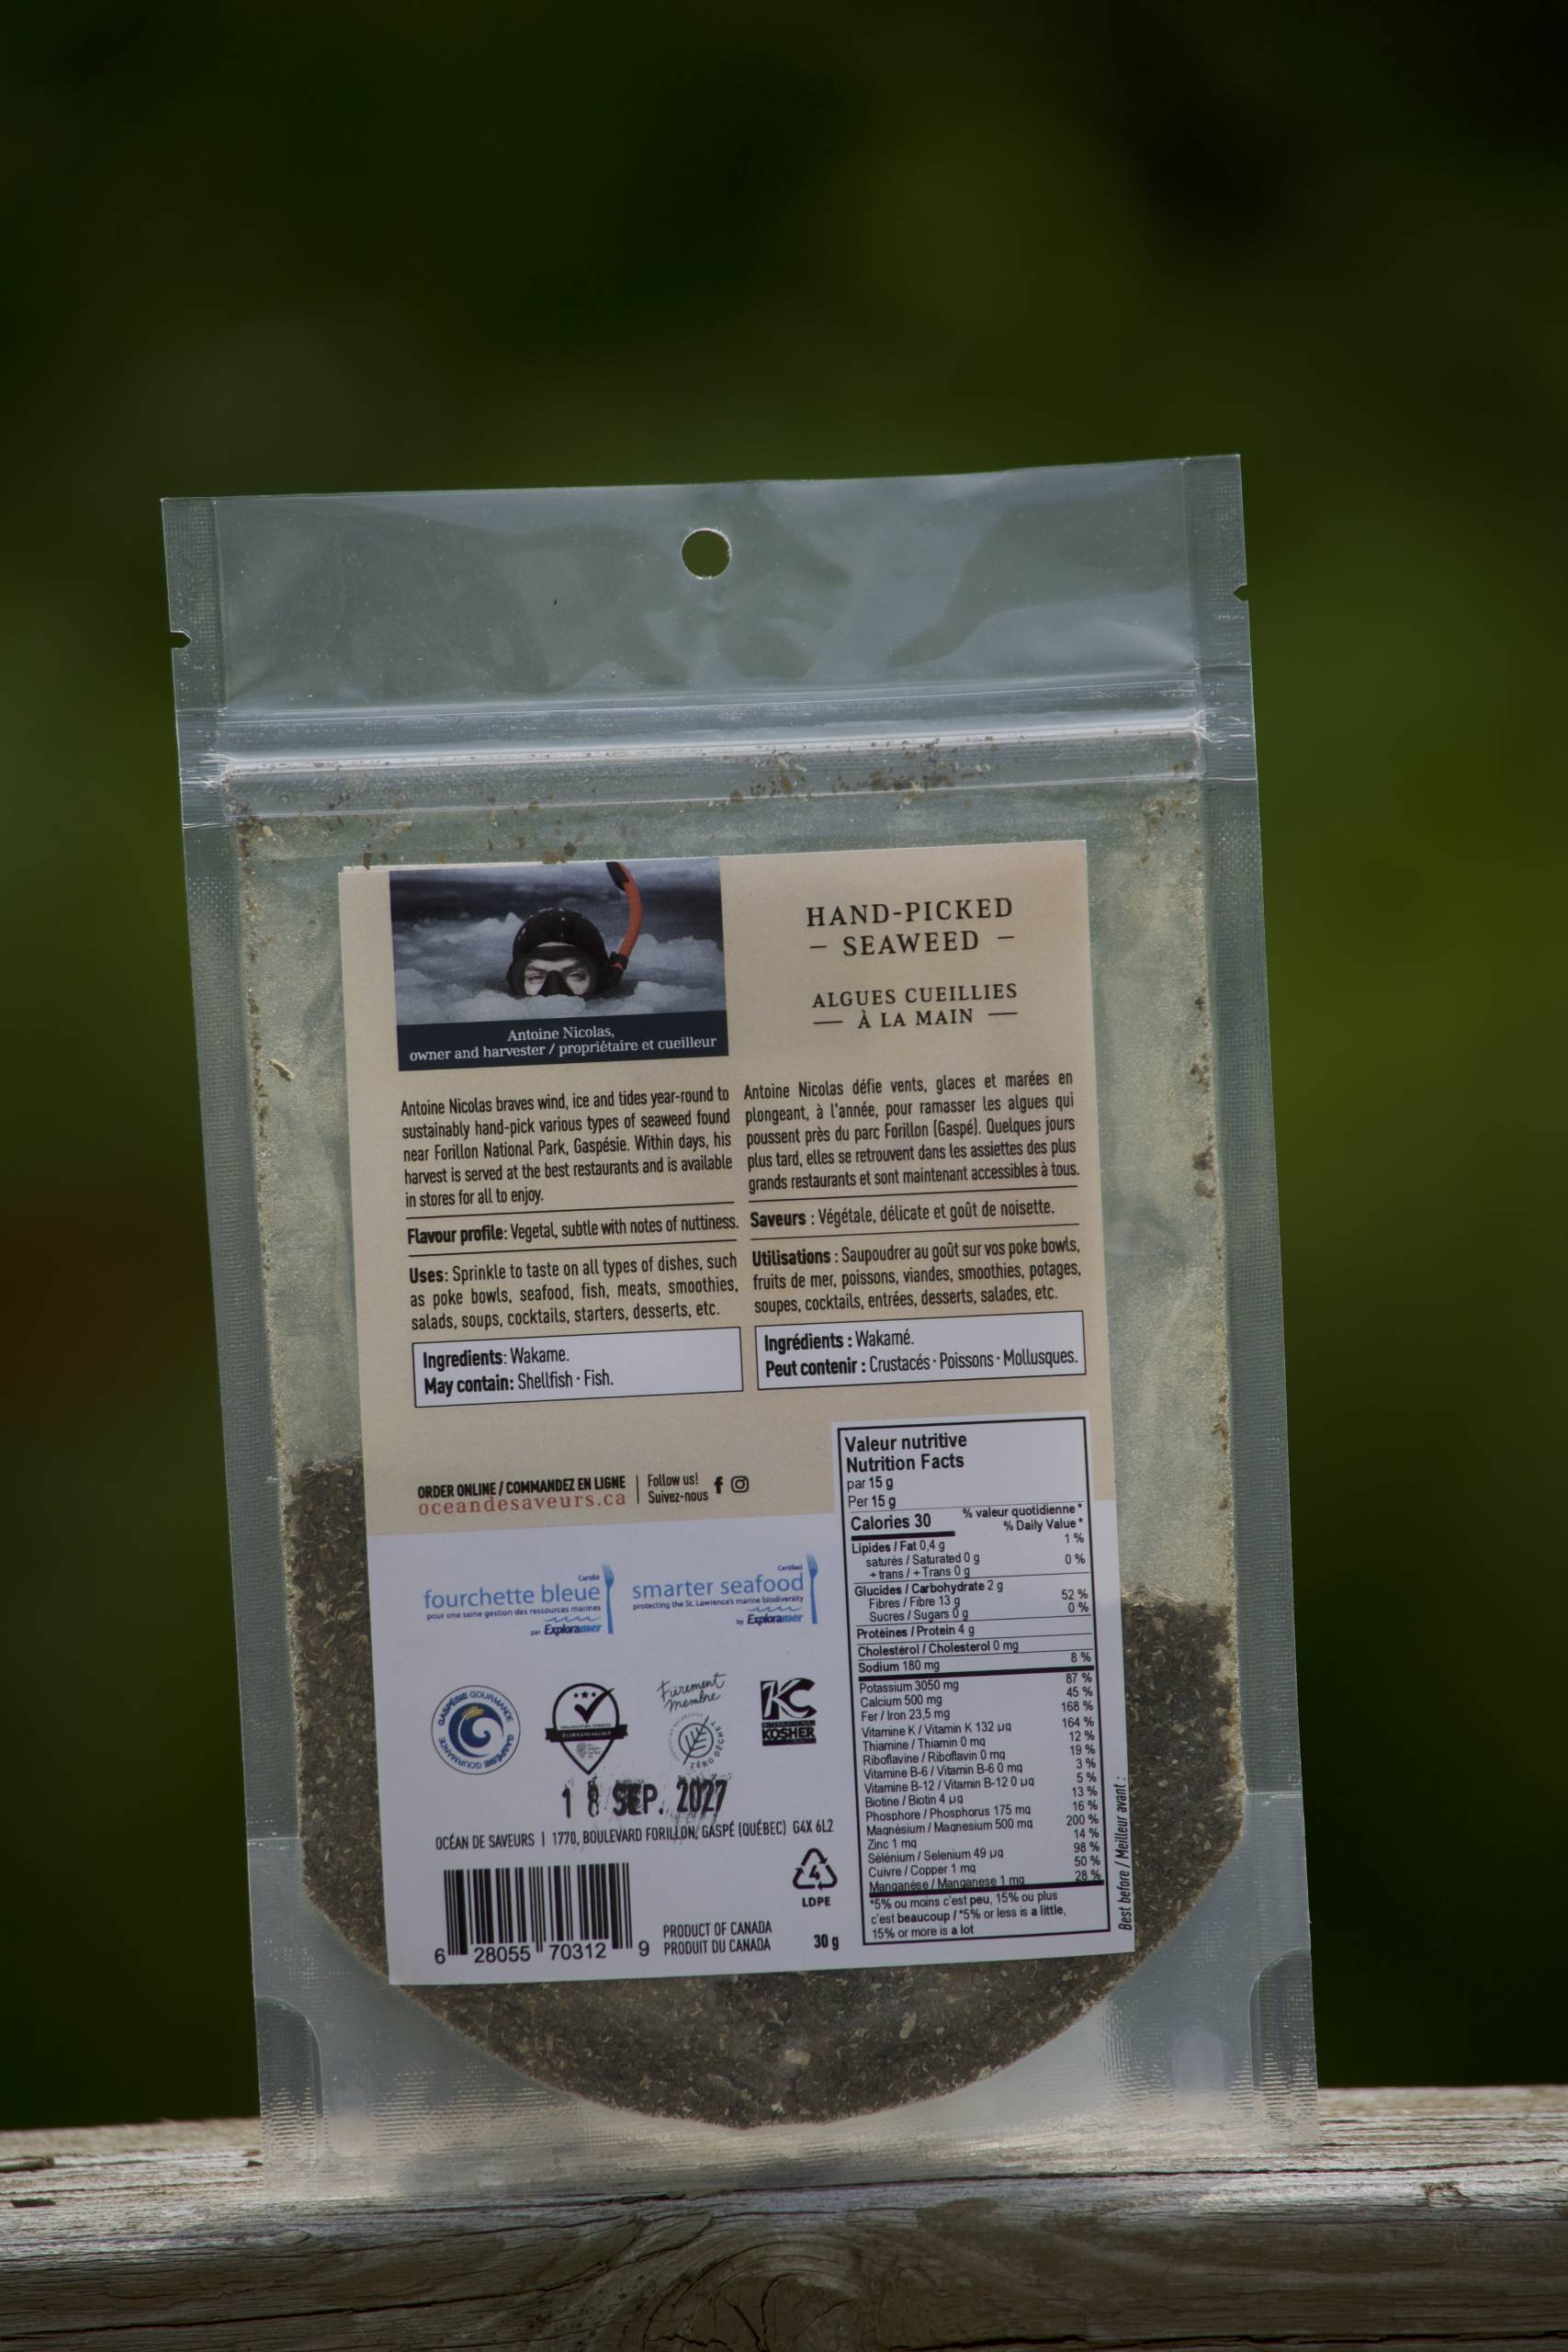 Antoine Nicolas,
owner and harvester / propriétaire et cueilleur
HAND-PICKED
– SEAWEED –
ALGUES CUEILLIES
— À LA MAIN —
Antoine Nicolas braves wind, ice and tides year-round to
sustainably hand-pick various types of seaweed found
near Forillon National Park, Gaspésie. Within days, his
harvest is served at the best restaurants and is available
in stores for all to enjoy.
Flavour profile: Vegetal, subtle with notes of nuttiness.
Uses: Sprinkle to taste on all types of dishes, such
as poke bowls, seafood, fish, meats, smoothies,
salads, soups, cocktails, starters, desserts, etc.
Ingredients: Wakame.
May contain: Shellfish · Fish.
Antoine Nicolas défie vents, glaces et marées en
plongeant, à l'année, pour ramasser les algues qui
poussent près du parc Forillon (Gaspé). Quelques jours
plus tard, elles se retrouvent dans les assiettes des plus
grands restaurants et sont maintenant accessibles à tous.
Saveurs : Végétale, délicate et goût de noisette.
Utilisations : Saupoudrer au goût sur vos poke bowls,
fruits de mer, poissons, viandes, smoothies, potages,
soupes, cocktails, entrées, desserts, salades, etc.
Ingrédients : Wakamé.
Peut contenir : Crustacés · Poissons · Mollusques.
ORDER ONLINE / COMMANDEZ EN LIGNE
oceandesaveurs.ca
Follow us!
Suivez-nous
Certifié
fourchette bleue
pour une saine gestion des ressources marines
par Exploramer
Certified
smarter seafood
protecting the St. Lawrence's marine biodiversity
by Exploramer
GASPÉSIE GOURMANDE
GASPÉSIE GOURMANDE
Fièrement
membre
ZÉRO DÉCHET
KC
INTERNATIONAL
KOSHER
18 SEP. 2027
OCÉAN DE SAVEURS | 1770, BOULEVARD FORILLON, GASPÉ (QUÉBEC) G4X 6L2
6 28055 70312 9
PRODUCT OF CANADA
PRODUIT DU CANADA
4
LDPE
30 g
Valeur nutritive
Nutrition Facts
par 15 g
Per 15 g
Calories 30 % valeur quotidienne*
% Daily Value*
Lipides / Fat 0,4 g 1 %
saturés / Saturated 0 g
+ trans / + Trans 0 g 0 %
Glucides / Carbohydrate 2 g
Fibres / Fibre 13 g 52 %
Sucres / Sugars 0 g 0 %
Protéines / Protein 4 g
Cholestérol / Cholesterol 0 mg
Sodium 180 mg 8 %
Potassium 3050 mg 87 %
Calcium 500 mg 45 %
Fer / Iron 23,5 mg 168 %
Vitamine K / Vitamin K 132 µg 164 %
Thiamine / Thiamin 0 mg 12 %
Riboflavine / Riboflavin 0 mg 19 %
Vitamine B-6 / Vitamin B-6 0 mg 3 %
Vitamine B-12 / Vitamin B-12 0 µg 5 %
Biotine / Biotin 4 µg 13 %
Phosphore / Phosphorus 175 mg 16 %
Magnésium / Magnesium 500 mg 200 %
Zinc 1 mg 14 %
Sélénium / Selenium 49 µg 98 %
Cuivre / Copper 1 mg 50 %
Manganèse / Manganese 1 mg 28 %
*5% ou moins c'est peu, 15% ou plus
c'est beaucoup / *5% or less is a little,
15% or more is a lot
Best before / Meilleur avant :